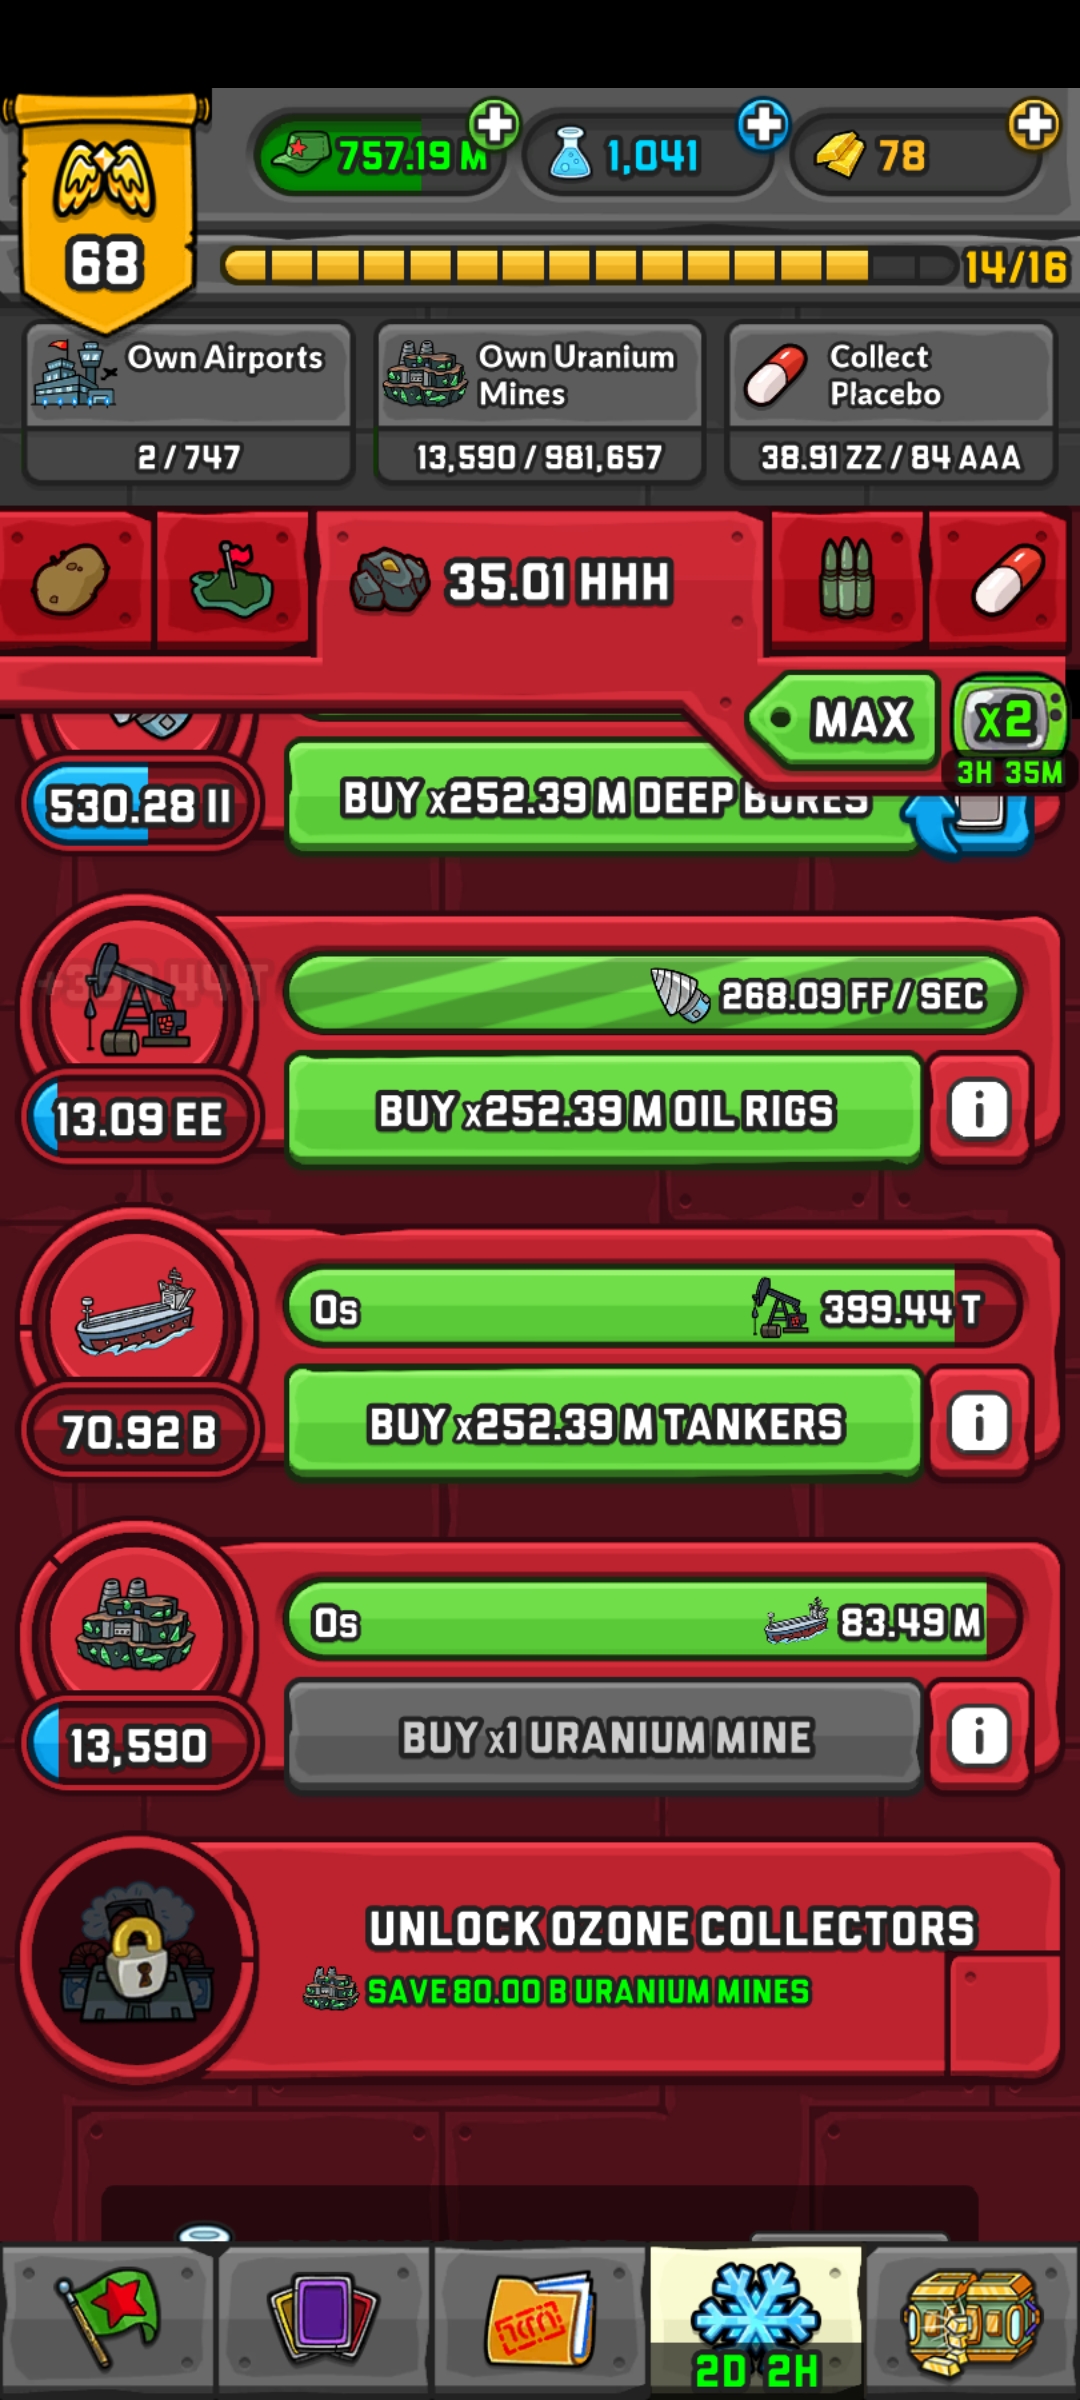 757.19 M
1,041
78
68
14/16
Own Airports
2 / 747
Own Uranium
Mines
13,590 / 981,657
Collect
Placebo
38.91 ZZ / 84 AAA
35.01 HHH
MAX
x2
3H 35M
530.28 II
BUY x252.39 M DEEP BORES
268.09 FF / SEC
13.09 EE
BUY x252.39 M OIL RIGS
0s
399.44 T
70.92 B
BUY x252.39 M TANKERS
0s
83.49 M
13,590
BUY x1 URANIUM MINE
UNLOCK OZONE COLLECTORS
SAVE 80.00 B URANIUM MINES
2D 2H